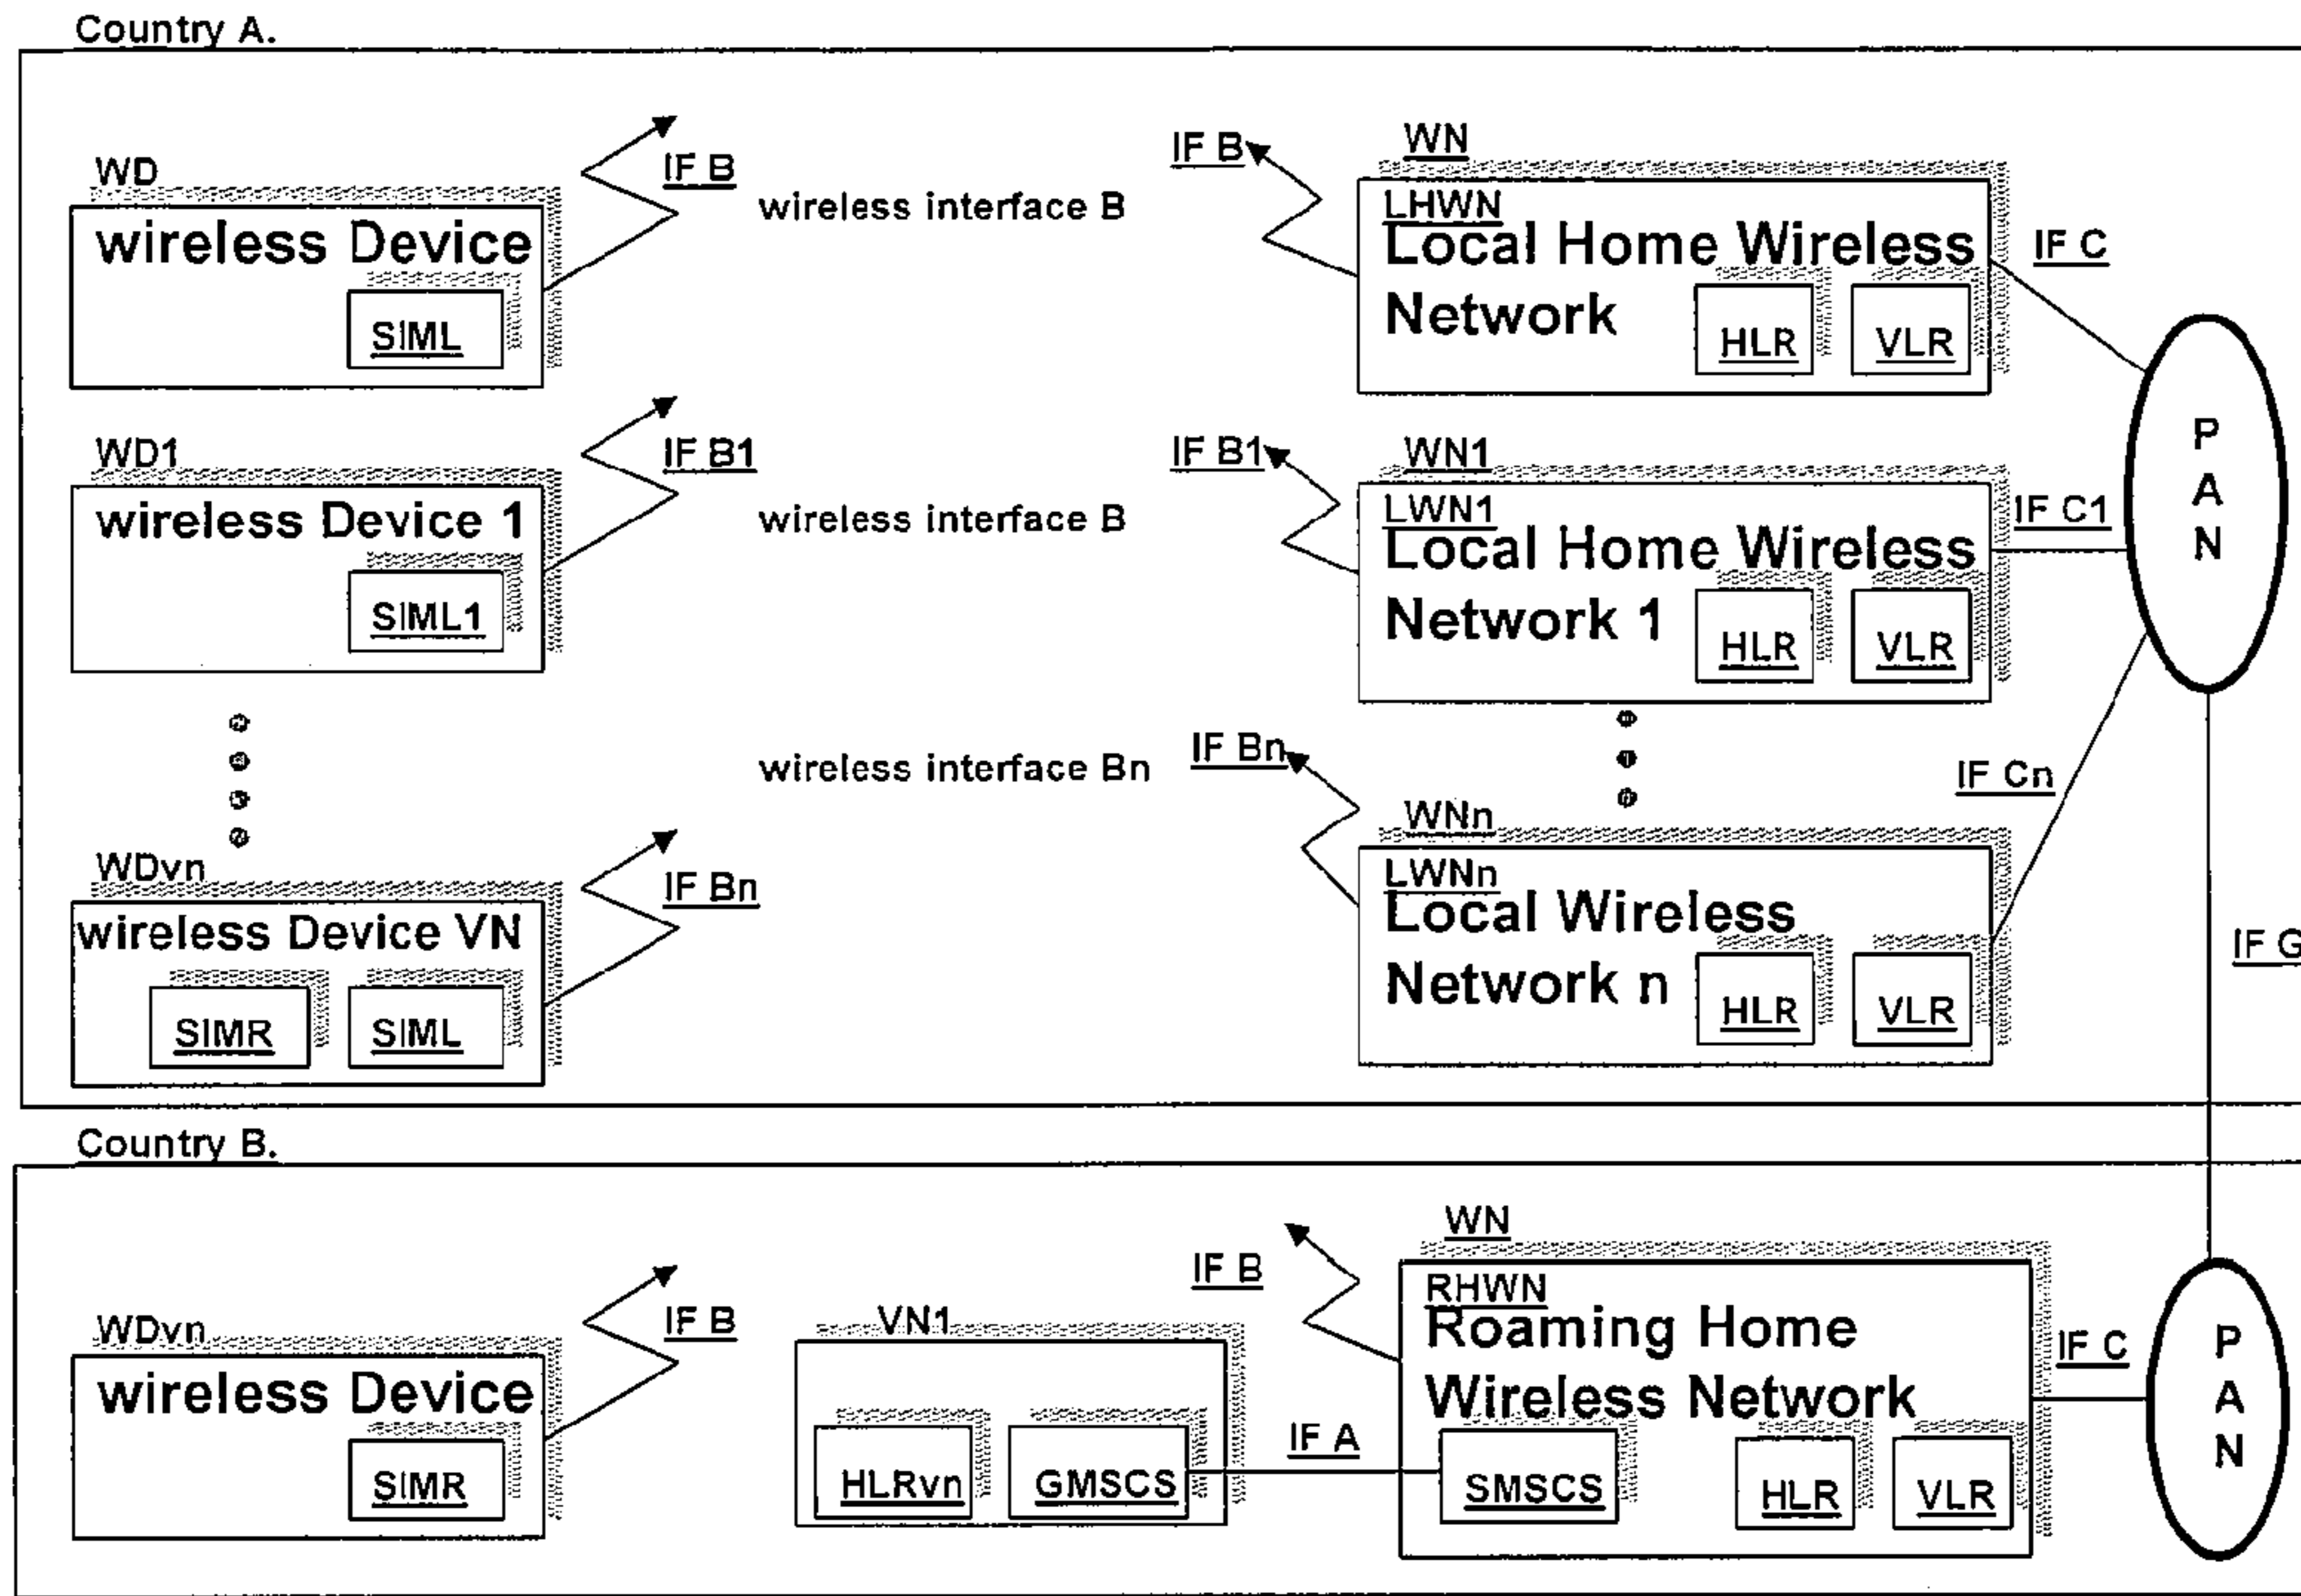 Country A.
WD
wireless Device
SIML
IF B
wireless interface B
IF B
WN
LHWN
Local Home Wireless
Network
HLR
VLR
IF C
WD1
wireless Device 1
SIML1
IF B1
wireless interface B
IF B1
WN1
LWN1
Local Home Wireless
Network 1
HLR
VLR
IF C1
P
A
N
WDvn
wireless Device VN
SIMR
SIML
IF Bn
wireless interface Bn
IF Bn
WNn
LWNn
Local Wireless
Network n
HLR
VLR
IF Cn
IF G
Country B.
WDvn
wireless Device
SIMR
IF B
VN1
HLRvn
GMSCS
IF A
IF B
WN
RHWN
Roaming Home
Wireless Network
SMSCS
HLR
VLR
IF C
P
A
N